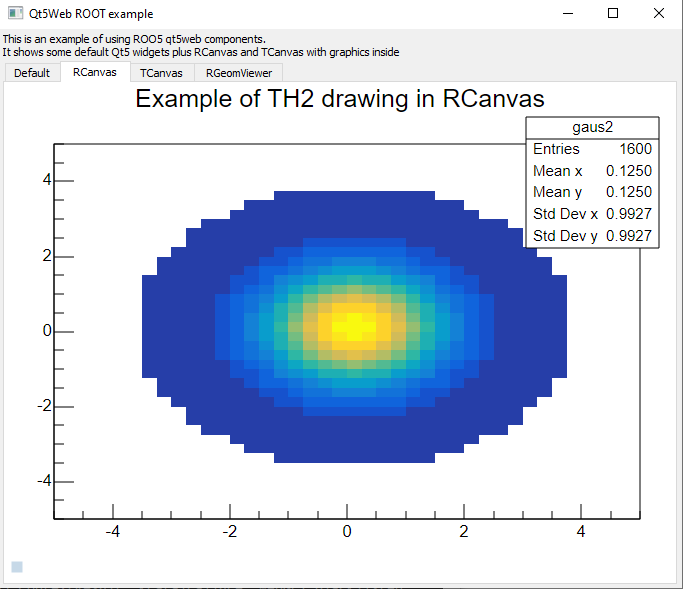 Qt5Web ROOT example
This is an example of using ROO5 qt5web components.
It shows some default Qt5 widgets plus RCanvas and TCanvas with graphics inside
Default RCanvas TCanvas RGeomViewer
Example of TH2 drawing in RCanvas
gaus2
Entries 1600
Mean x 0.1250
Mean y 0.1250
Std Dev x 0.9927
Std Dev y 0.9927
4
2
0
-2
-4
-4 -2 0 2 4